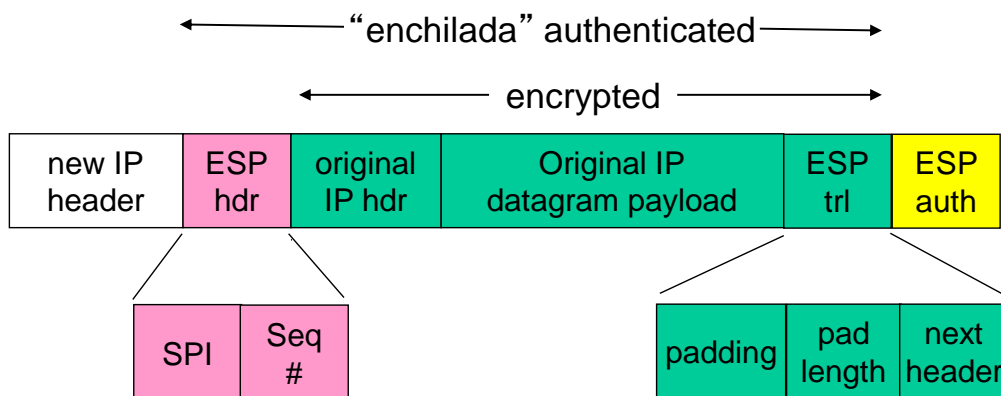 “enchilada” authenticated
encrypted
new IP
header
ESP
hdr
original
IP hdr
Original IP
datagram payload
ESP
trl
ESP
auth
SPI
Seq
#
padding
pad
length
next
header